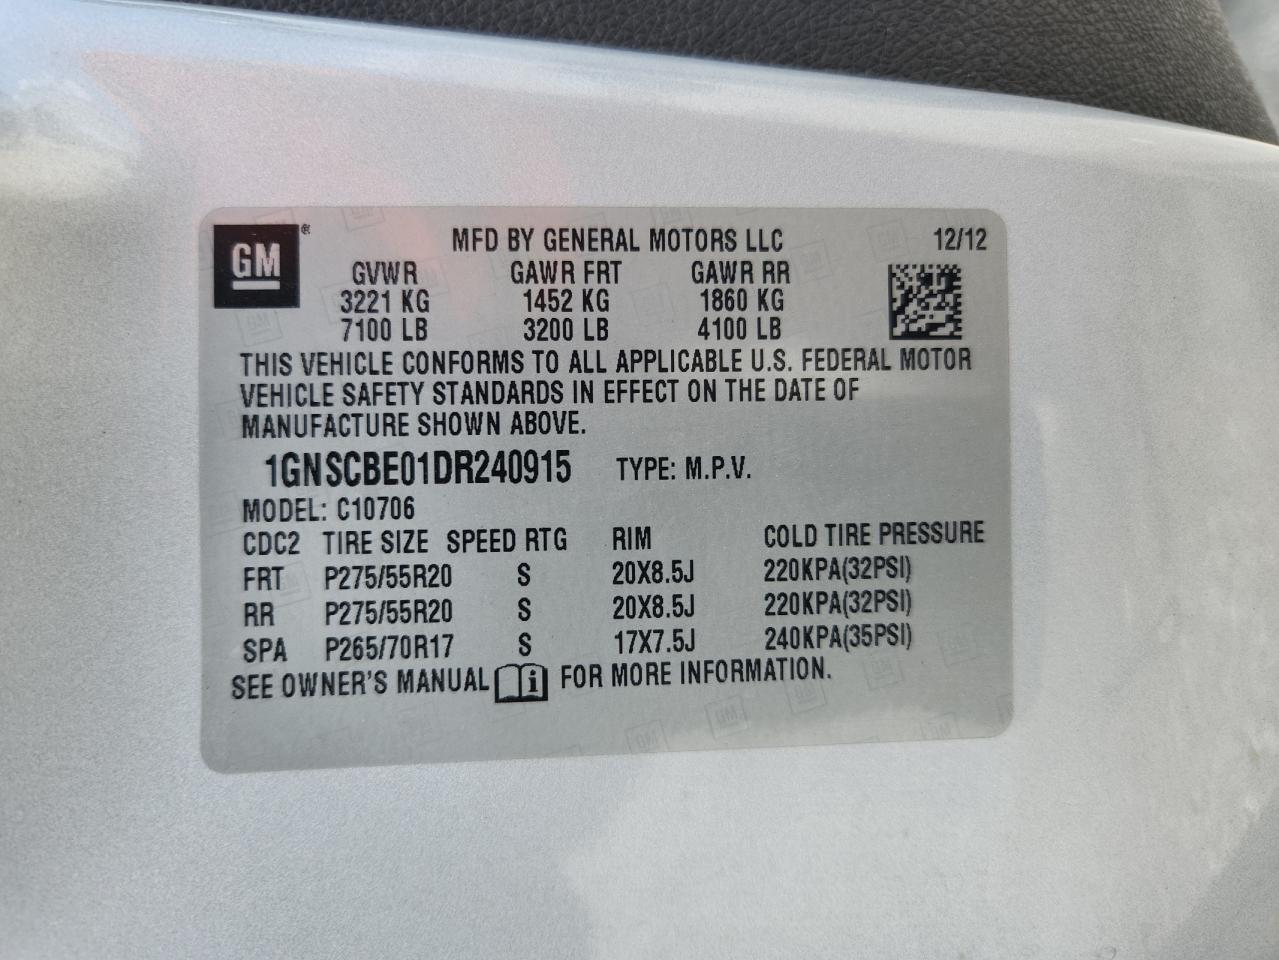 GM ®
MFD BY GENERAL MOTORS LLC 12/12
GVWR GAWR FRT GAWR RR
3221 KG 1452 KG 1860 KG
7100 LB 3200 LB 4100 LB
THIS VEHICLE CONFORMS TO ALL APPLICABLE U.S. FEDERAL MOTOR
VEHICLE SAFETY STANDARDS IN EFFECT ON THE DATE OF
MANUFACTURE SHOWN ABOVE.
1GNSCBE01DR240915 TYPE: M.P.V.
MODEL: C10706
CDC2 TIRE SIZE SPEED RTG RIM COLD TIRE PRESSURE
FRT P275/55R20 S 20X8.5J 220KPA(32PSI)
RR P275/55R20 S 20X8.5J 220KPA(32PSI)
SPA P265/70R17 S 17X7.5J 240KPA(35PSI)
SEE OWNER'S MANUAL i FOR MORE INFORMATION.